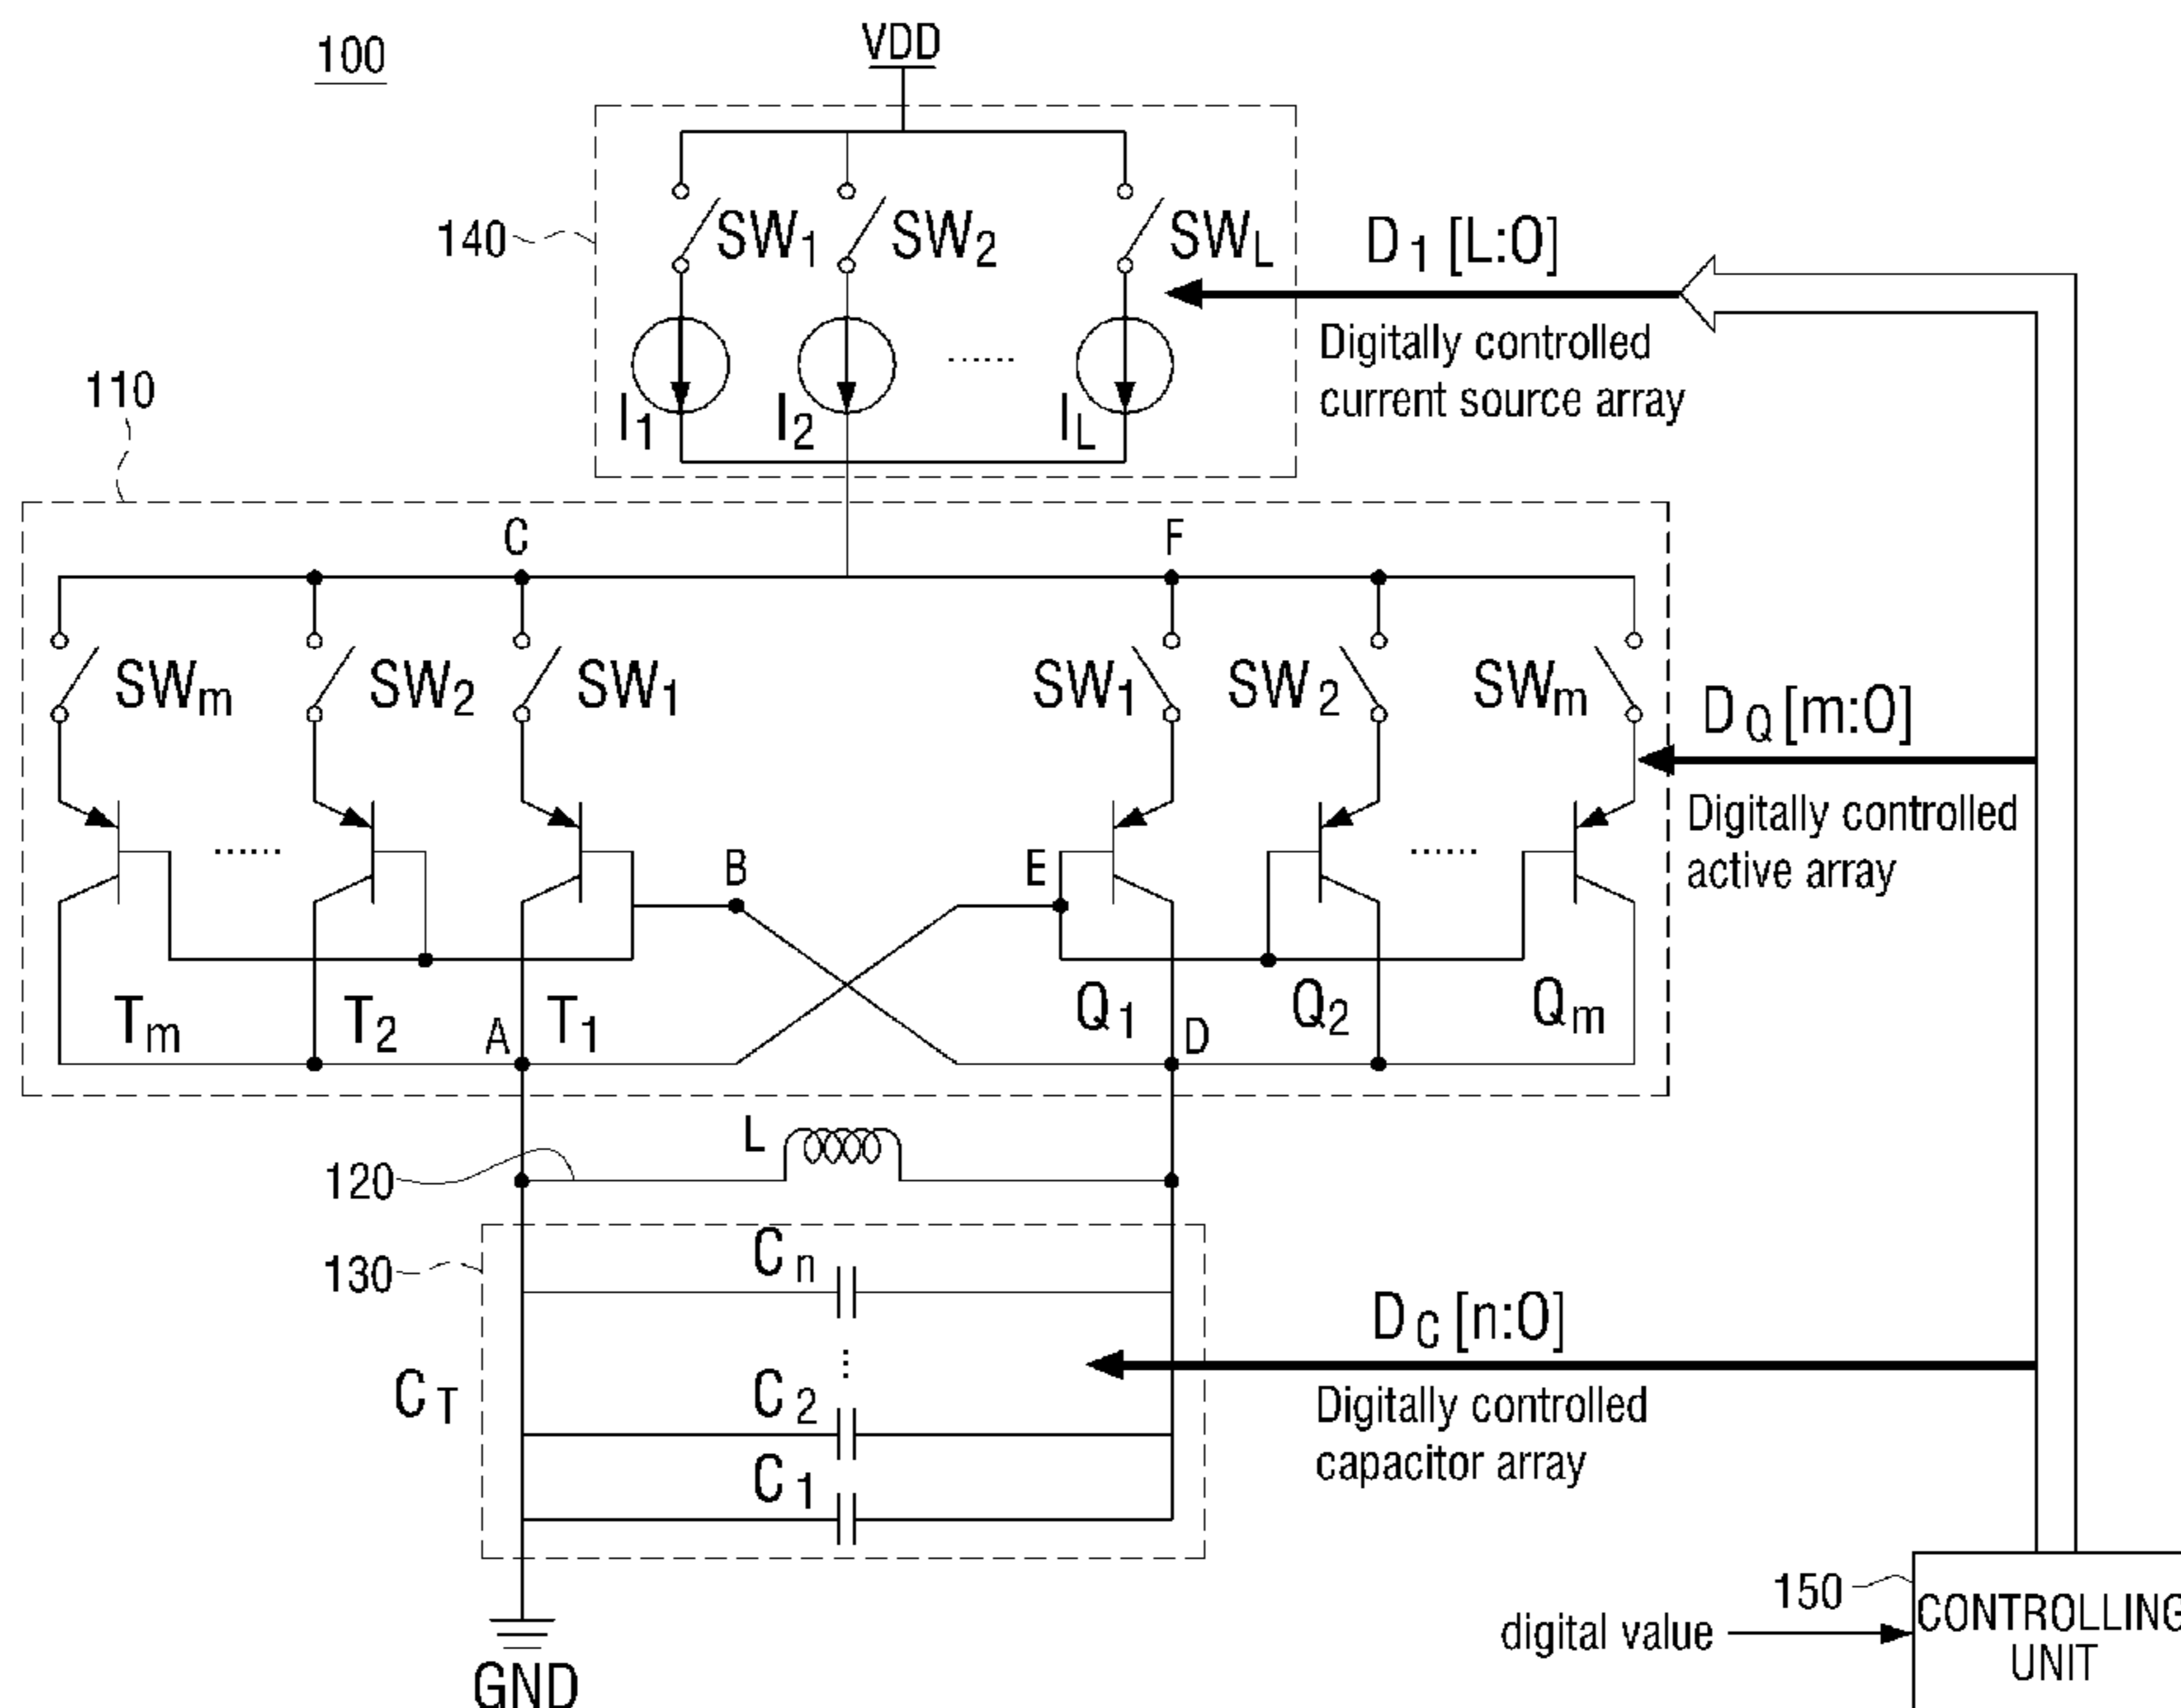 100
VDD
140
SW1 SW2 SWL
D1 [L:0]
Digitally controlled
current source array
I1 I2 ...... IL
110
C F
SWm SW2 SW1 SW1 SW2 SWm
DQ [m:0]
Digitally controlled
active array
...... B E ......
Tm T2 A T1 Q1 D Q2 Qm
L
120
130
Cn
CT
C2
C1
DC [n:0]
Digitally controlled
capacitor array
150
digital value
CONTROLLING
UNIT
GND